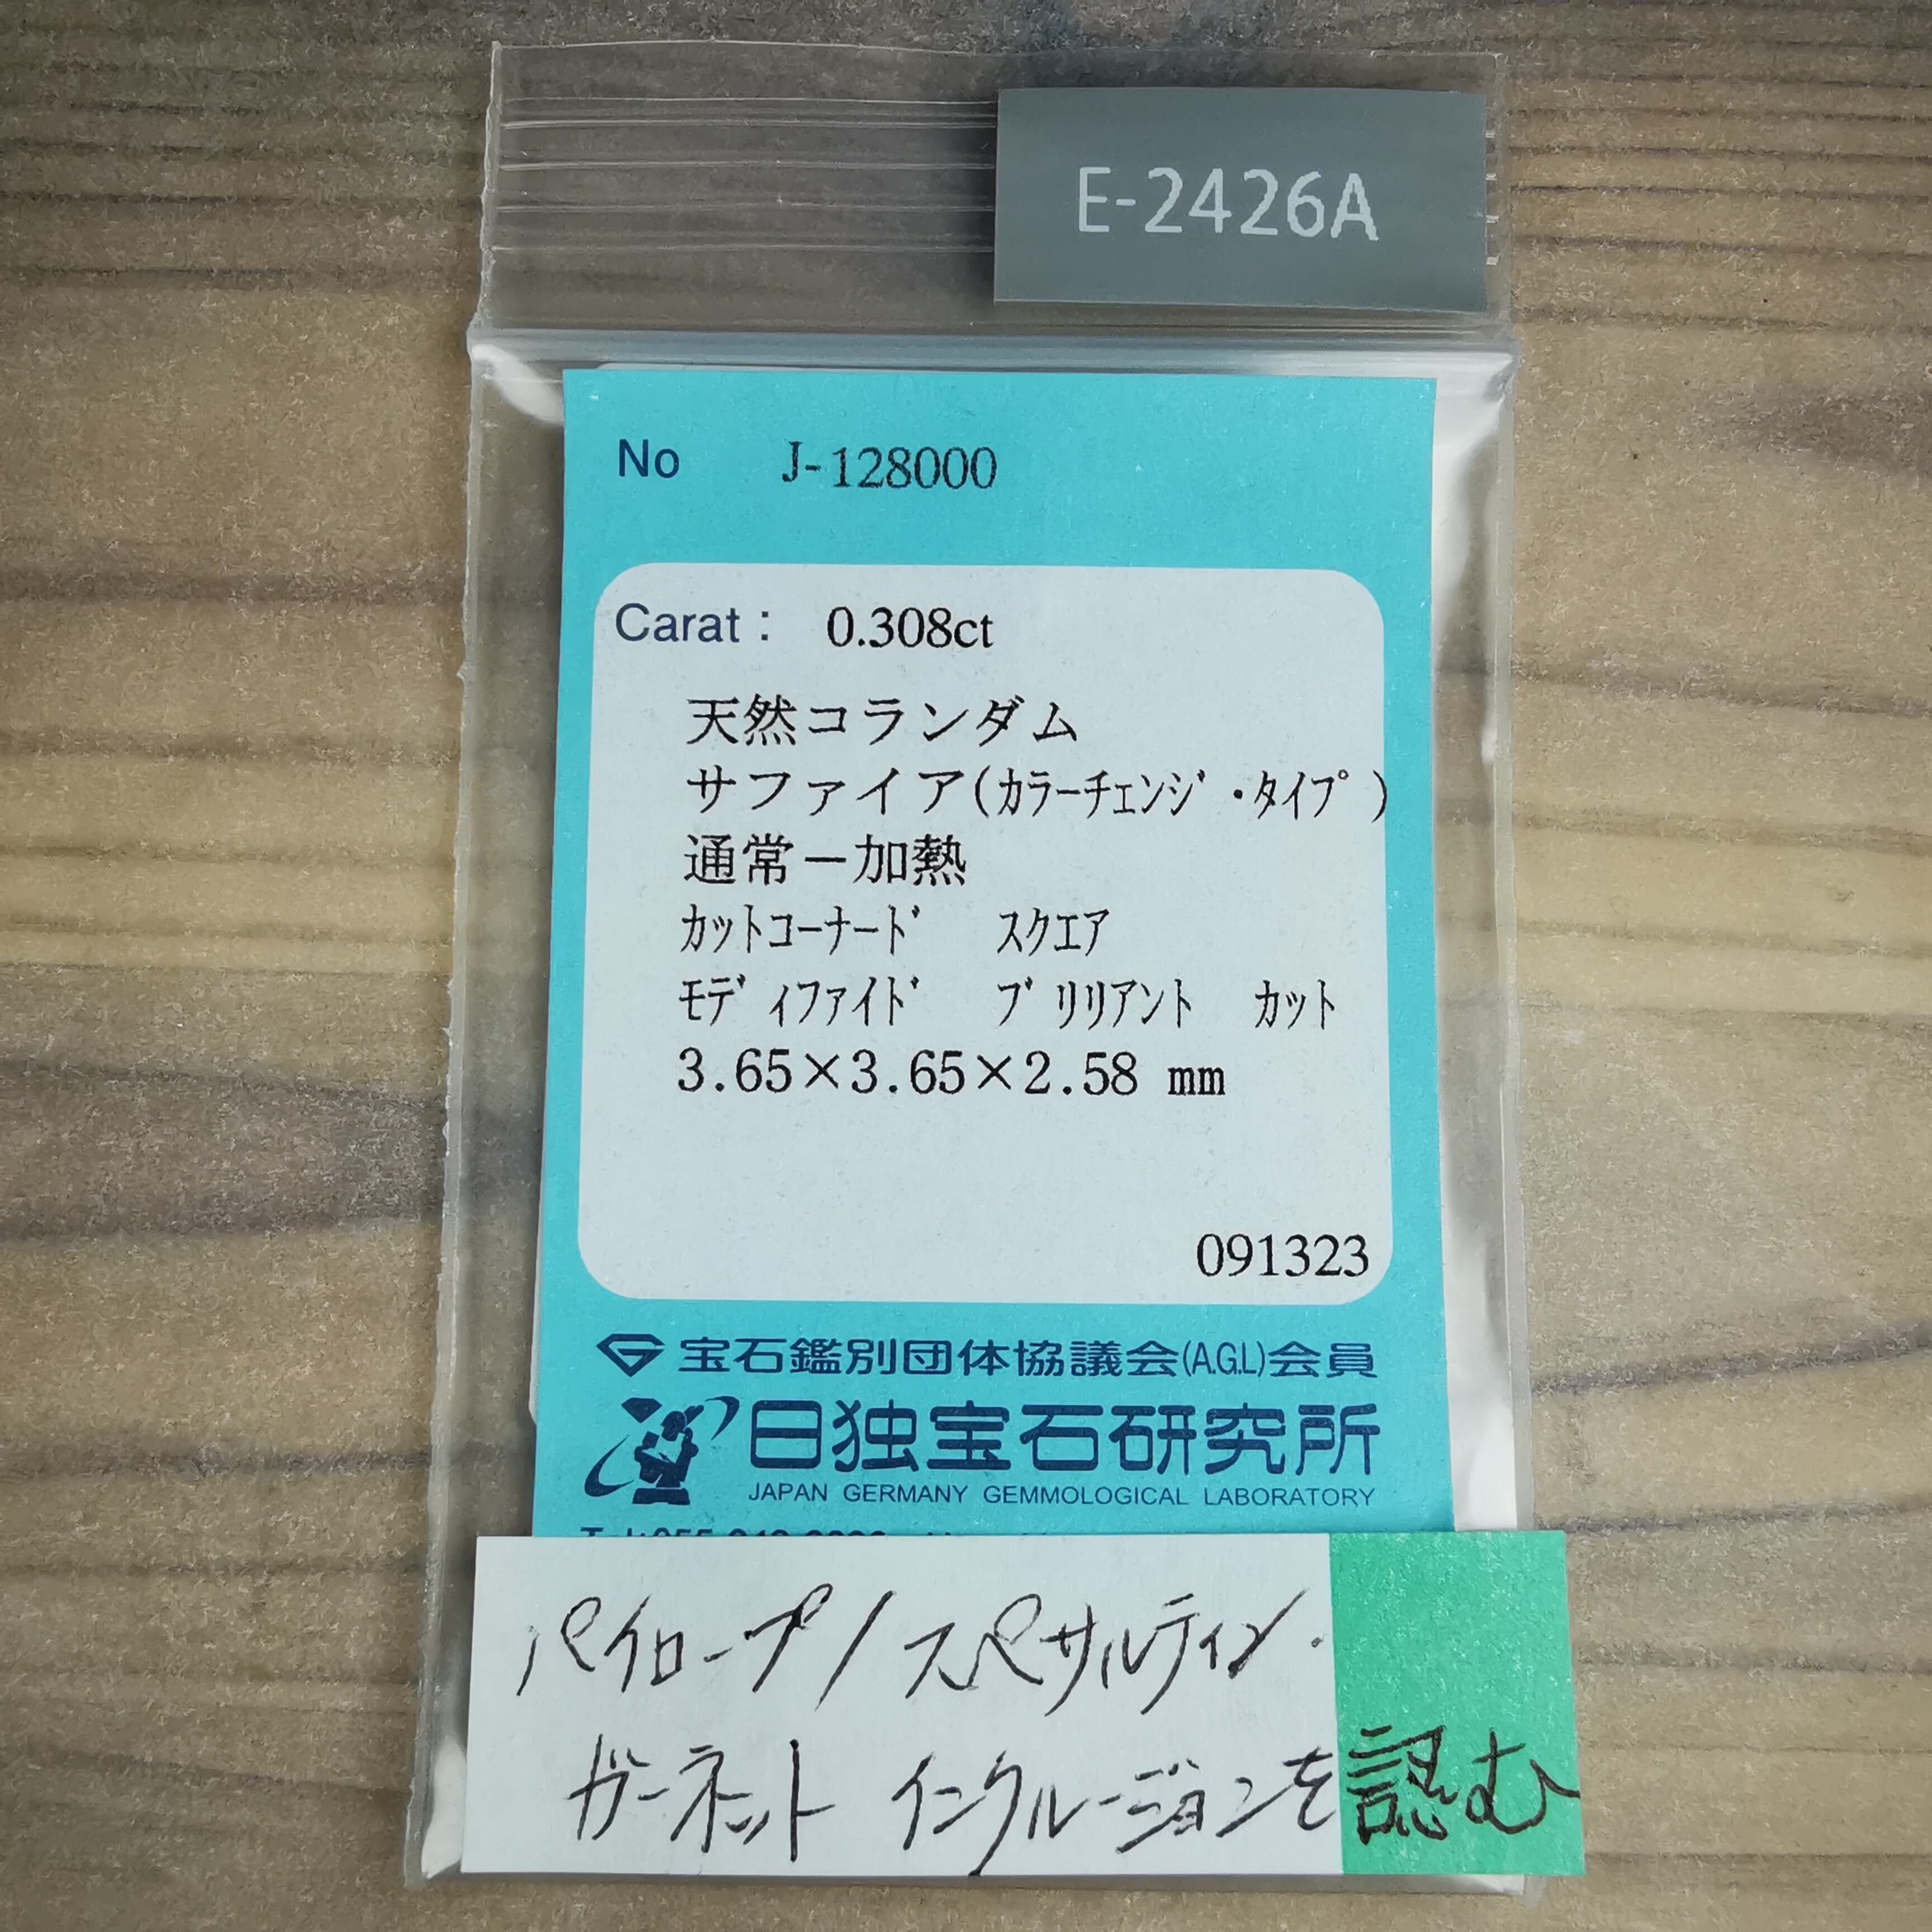 E-2426A
No J-128000
Carat : 0.308ct
天然コランダム
サファイア(カラーチェンジ・タイプ)
通常－加熱
カットコーナード スクエア
モディファイド ブリリアント カット
3.65×3.65×2.58 mm
091323
宝石鑑別団体協議会(A.G.L)会員
日独宝石研究所
JAPAN GERMANY GEMMOLOGICAL LABORATORY
パイロープ/スペサルティン・
ガーネット インクルージョンを認む